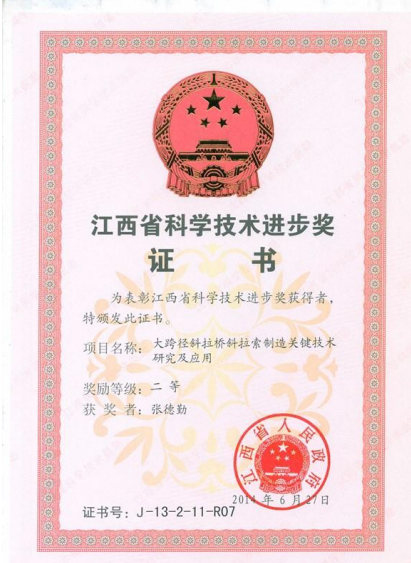 江西省科学技术进步奖
证 书
为表彰江西省科学技术进步奖获得者，
特颁发此证书。
项目名称：大跨径斜拉桥斜拉索制造关键技术
研究及应用
奖励等级：二 等
获 奖 者：张德勤
江西省人民政府
2014 年 6 月 27日
证书号：J-13-2-11-R07